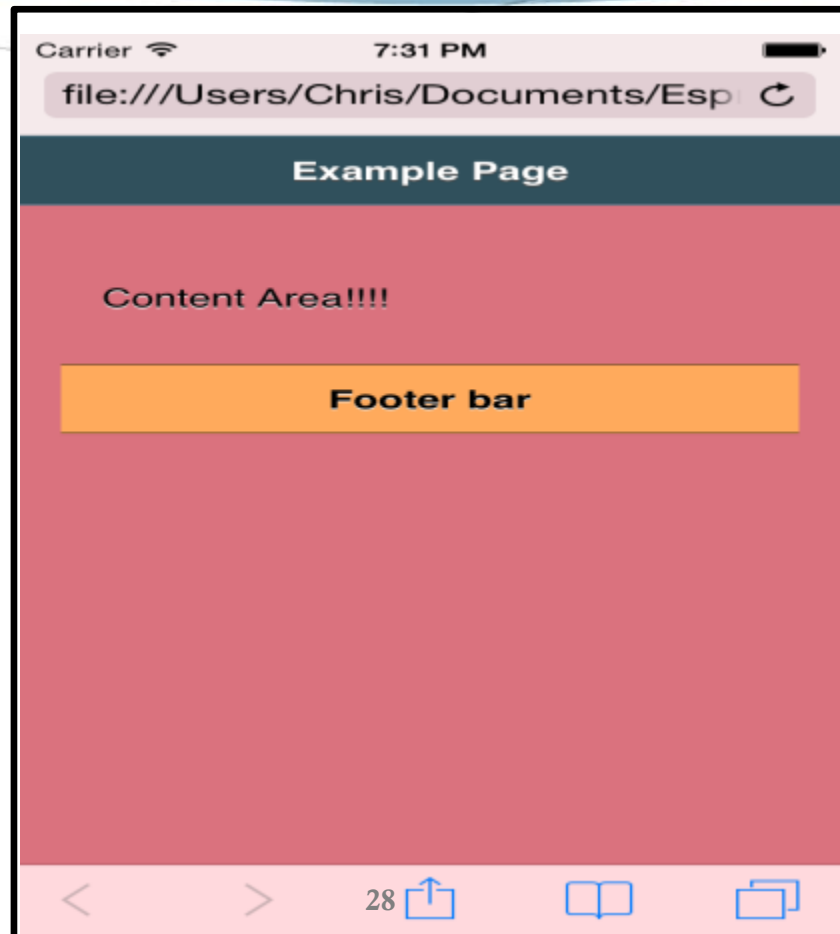 Carrier 7:31 PM
file:///Users/Chris/Documents/Esp
Example Page
Content Area!!!!
Footer bar
28